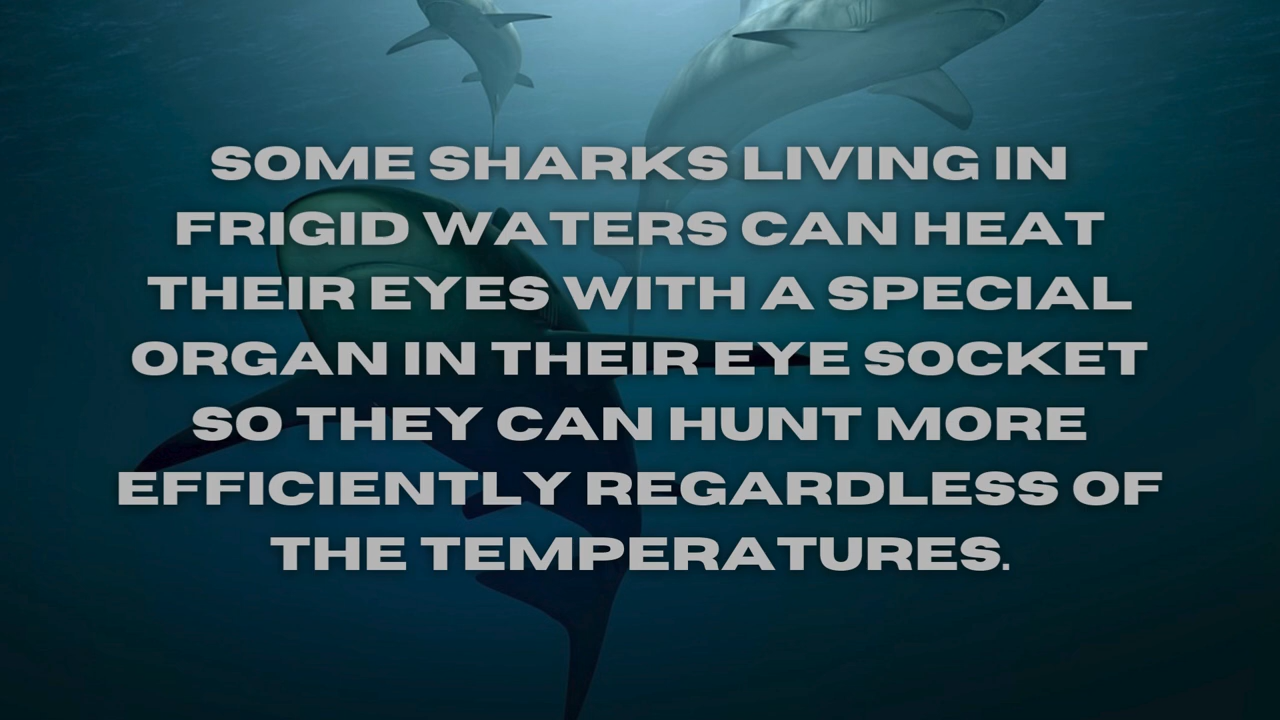 SOME SHARKS LIVING IN
FRIGID WATERS CAN HEAT
THEIR EYES WITH A SPECIAL
ORGAN IN THEIR EYE SOCKET
SO THEY CAN HUNT MORE
EFFICIENTLY REGARDLESS OF
THE TEMPERATURES.